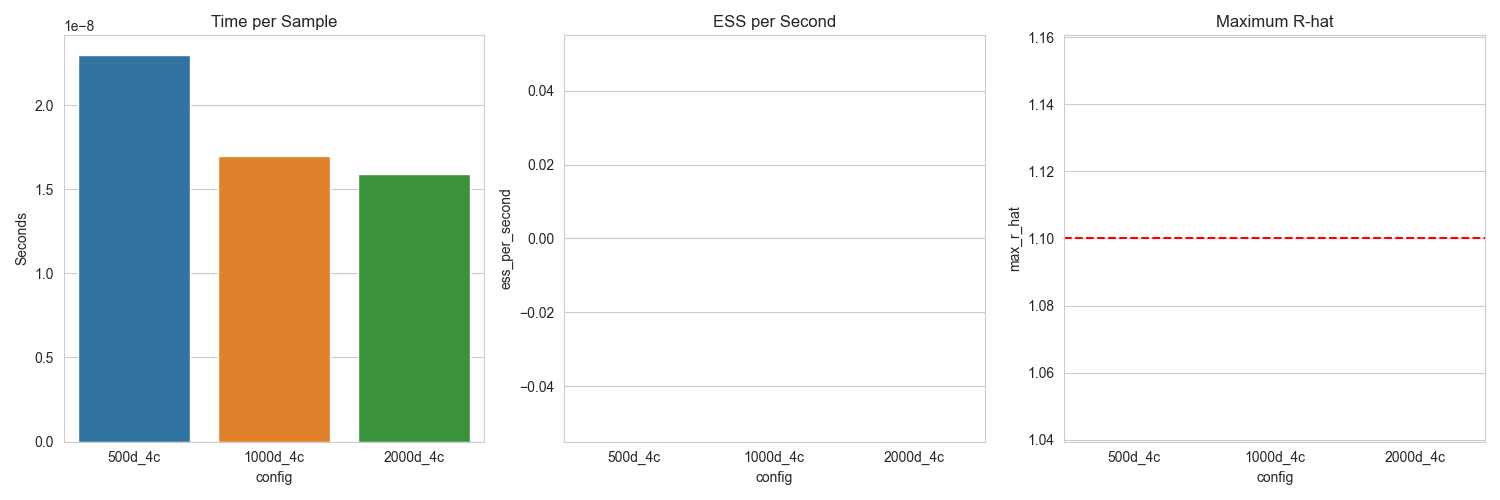 Time per Sample
1e−8
2.0
1.5
1.0
0.5
0.0
Seconds
500d_4c 1000d_4c 2000d_4c
config
ESS per Second
0.04
0.02
0.00
−0.02
−0.04
ess_per_second
500d_4c 1000d_4c 2000d_4c
config
Maximum R-hat
1.16
1.14
1.12
1.10
1.08
1.06
1.04
max_r_hat
500d_4c 1000d_4c 2000d_4c
config